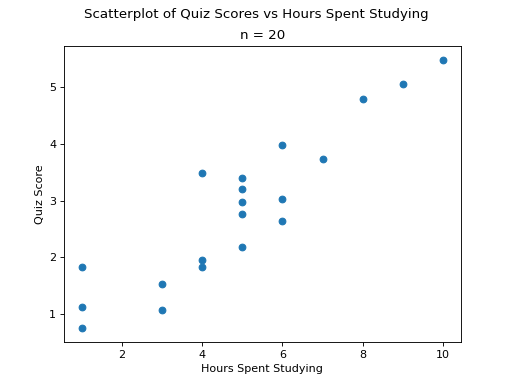 Scatterplot of Quiz Scores vs Hours Spent Studying
n = 20
5
4
3
2
1
Quiz Score
2
4
6
8
10
Hours Spent Studying